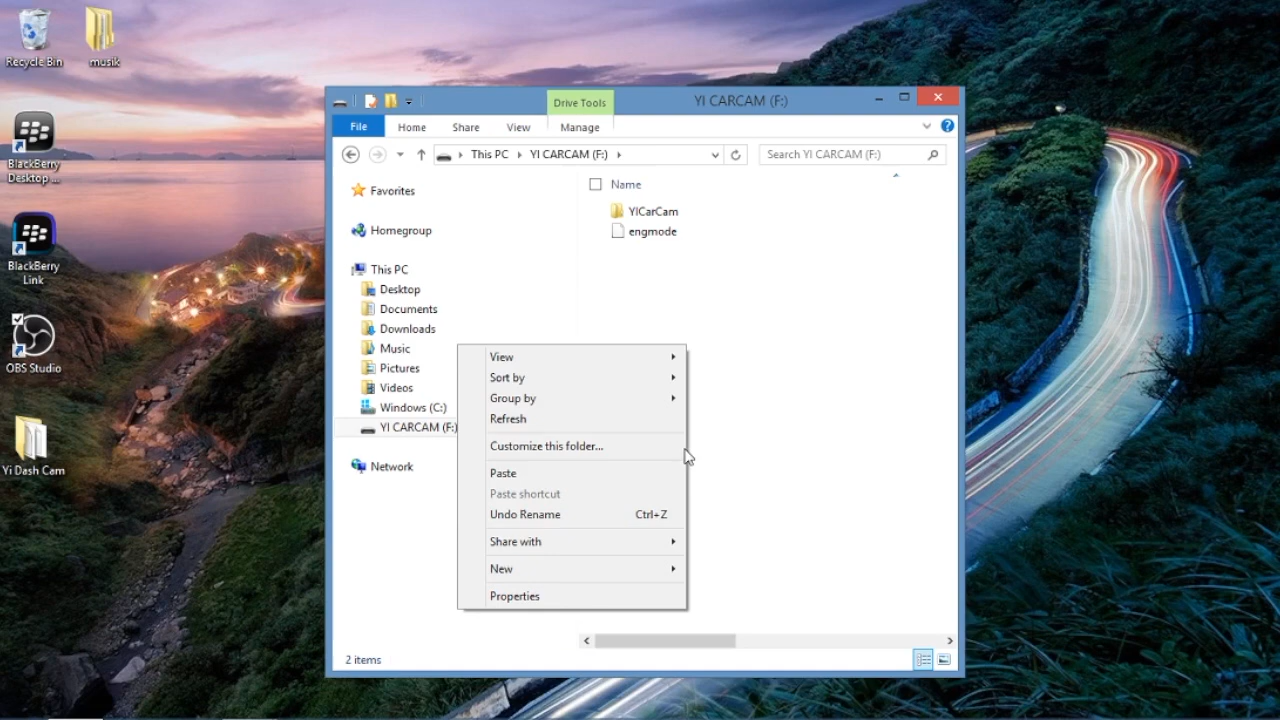 Recycle Bin
musik
BlackBerry
Desktop ...
BlackBerry
Link
OBS Studio
Yi Dash Cam
Drive Tools
YI CARCAM (F:)
File
Home
Share
View
Manage
This PC
YI CARCAM (F:)
Search YI CARCAM (F:)
Favorites
Homegroup
This PC
Desktop
Documents
Downloads
Music
Pictures
Videos
Windows (C:)
YI CARCAM (F:)
Network
Name
YICarCam
engmode
View
Sort by
Group by
Refresh
Customize this folder...
Paste
Paste shortcut
Undo Rename Ctrl+Z
Share with
New
Properties
2 items